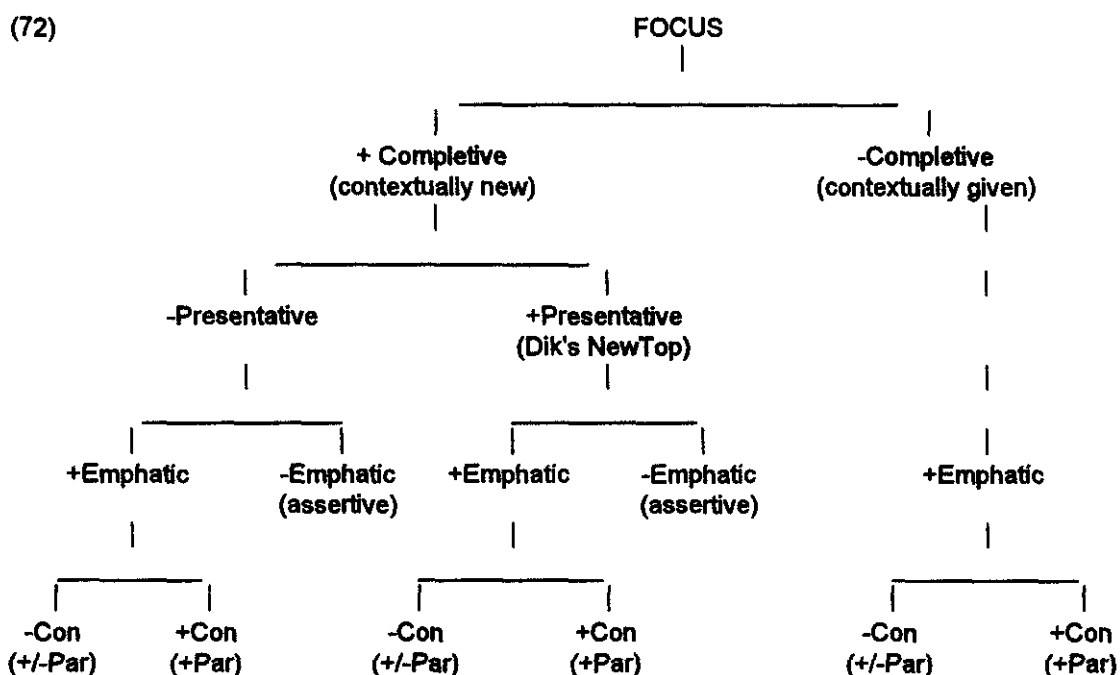 (72) FOCUS
+ Completive -Completive
(contextually new) (contextually given)
-Presentative +Presentative
(Dik's NewTop)
+Emphatic -Emphatic +Emphatic -Emphatic +Emphatic
(assertive) (assertive)
-Con +Con -Con +Con -Con +Con
(+/-Par) (+Par) (+/-Par) (+Par) (+/-Par) (+Par)